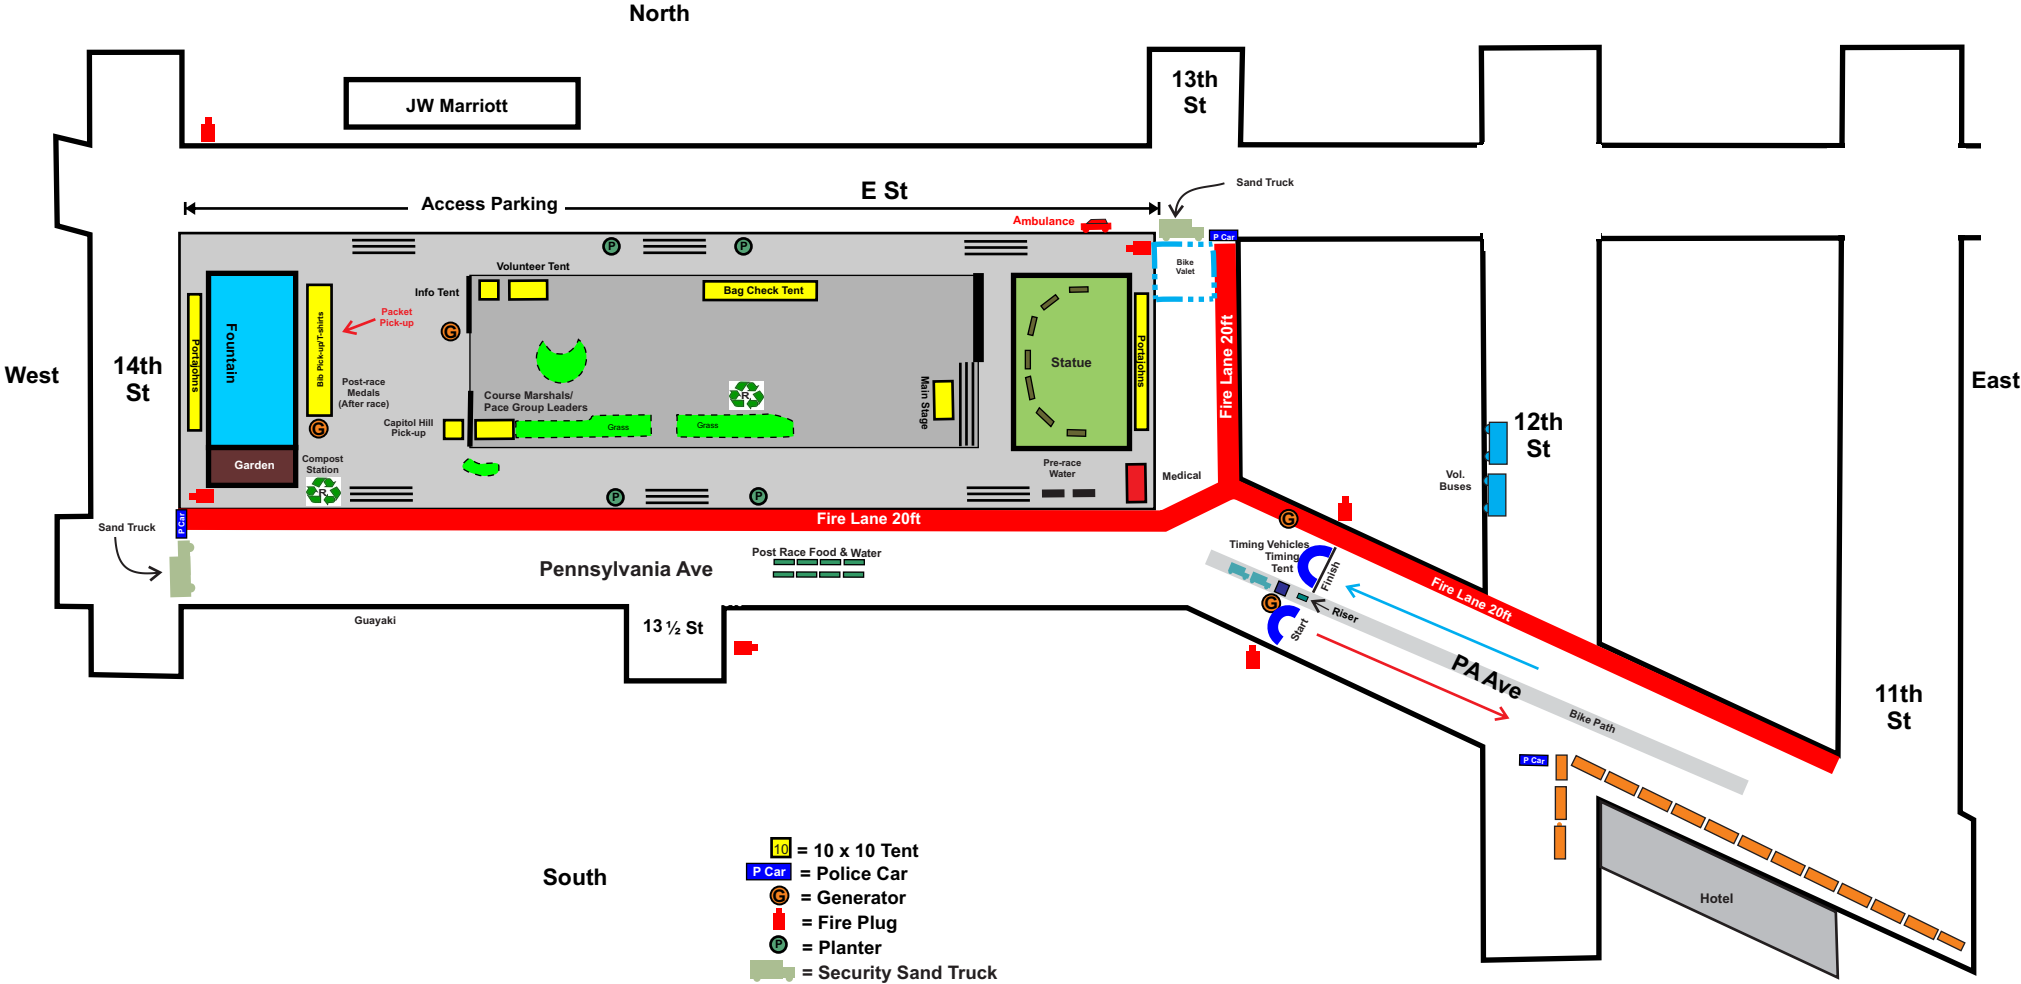 North
JW Marriott
13th
St
E St
Access Parking
Sand Truck
Ambulance
P Car
P
P
Bike
Valet
Volunteer Tent
Info Tent
Bag Check Tent
Packet
Pick-up
G
Fountain
Portajohns
Bib Pick-up/T-shirts
West
14th
St
Post-race
Medals
(After race)
Course Marshals/
Pace Group Leaders
Capitol Hill
Pick-up
Grass
Grass
R
Main Stage
Statue
Portajohns
Fire Lane 20ft
East
12th
St
G
Garden
Compost
Station
R
Pre-race
Water
Medical
Vol.
Buses
P
P
P Car
Sand Truck
Fire Lane 20ft
G
Pennsylvania Ave
Post Race Food & Water
Timing Vehicles
Timing
Tent
Finish
G
Riser
Start
Fire Lane 20ft
Guayaki
13 ½ St
PA Ave
Bike Path
11th
St
P Car
Hotel
South
10 = 10 x 10 Tent
P Car = Police Car
G = Generator
= Fire Plug
P = Planter
= Security Sand Truck